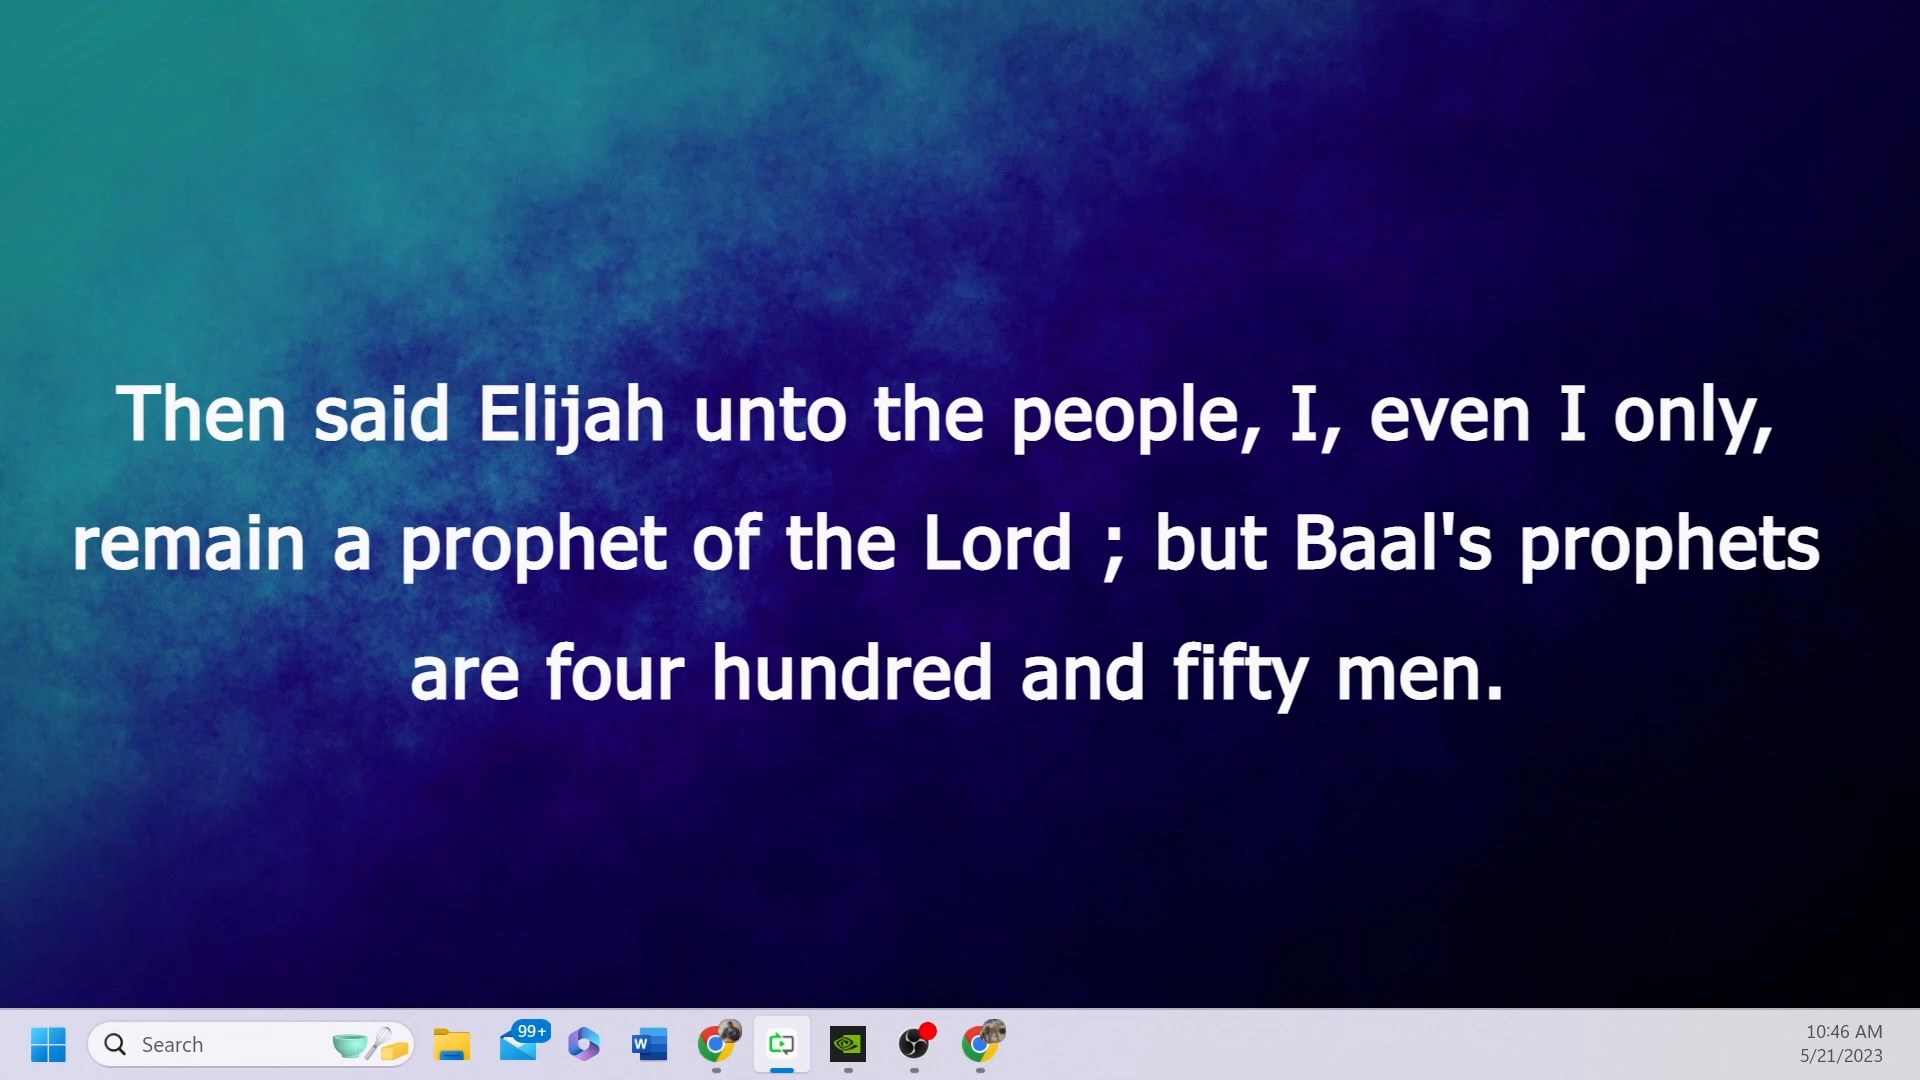 Then said Elijah unto the people, I, even I only,
remain a prophet of the Lord ; but Baal's prophets
are four hundred and fifty men.
Search
99+
W
10:46 AM
5/21/2023